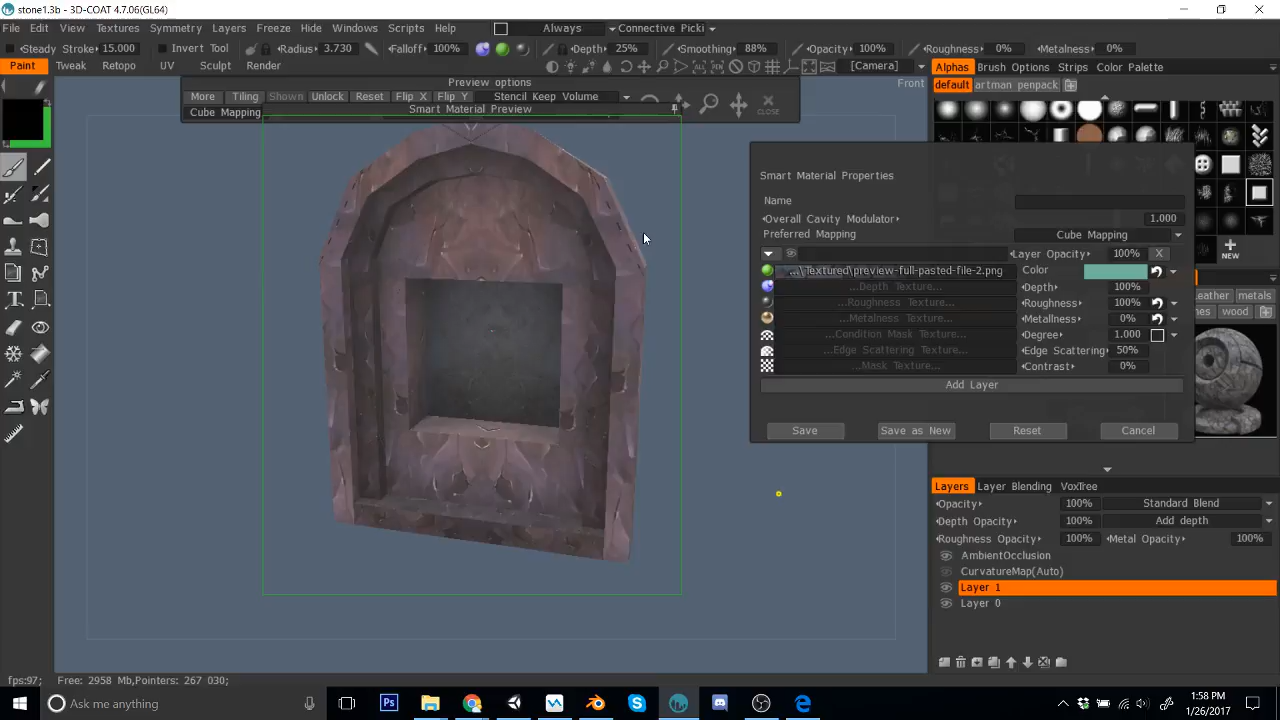 stone1.3b - 3D-COAT 4.7.06(GL64)
File Edit View Textures Symmetry Layers Freeze Hide Windows Scripts Help Always Connective Picki
Steady Stroke 15.000 Invert Tool Radius 3.730 Falloff 100% Depth 25% Smoothing 88% Opacity 100% Roughness 0% Metalness 0%
Paint Tweak Retopo UV Sculpt Render [Camera] Front
Alphas Brush Options Strips Color Palette
default artman penpack
Preview options
More Tiling Shown Unlock Reset Flip X Flip Y Stencil Keep Volume
Cube Mapping Smart Material Preview
CLOSE
Smart Material Properties
Name
Overall Cavity Modulator 1.000
Preferred Mapping Cube Mapping
Layer Opacity 100% X
...\Textured\preview-full-pasted-file-2.png Color
...Depth Texture... Depth 100%
...Roughness Texture... Roughness 100%
...Metalness Texture... Metallness 0%
...Condition Mask Texture... Degree 1.000
...Edge Scattering Texture... Edge Scattering 50%
...Mask Texture... Contrast 0%
Add Layer
Save Save as New Reset Cancel
NEW
metals
wood
Layers Layer Blending VoxTree
Opacity 100% Standard Blend
Depth Opacity 100% Add depth
Roughness Opacity 100% Metal Opacity 100%
AmbientOcclusion
CurvatureMap(Auto)
Layer 1
Layer 0
fps:97; Free: 2958 Mb,Pointers: 267 030;
Ask me anything
1:58 PM
1/26/2017